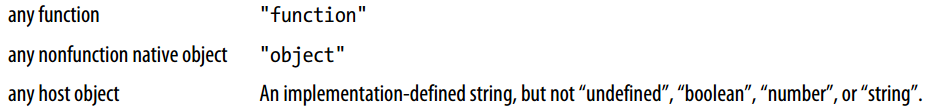 any function "function"
any nonfunction native object "object"
any host object An implementation-defined string, but not “undefined”, “boolean”, “number”, or “string”.